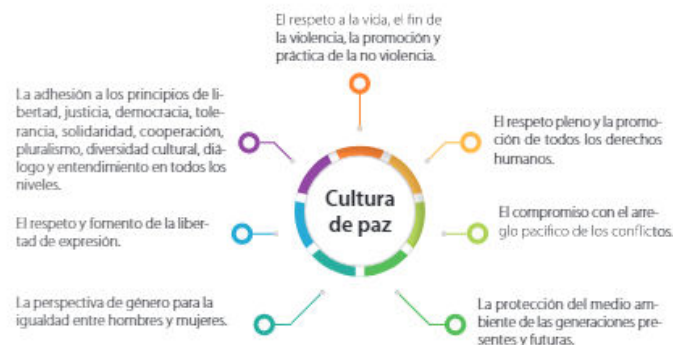 El respeto a la vida, el fin de
la violencia, la promoción y
práctica de la no violencia.
La adhesión a los principios de li-
bertad, justicia, democracia, tole-
rancia, solidaridad, cooperación,
pluralismo, diversidad cultural, diá-
logo y entendimiento en todos los
niveles.
El respeto pleno y la promo-
ción de todos los derechos
humanos.
Cultura
de paz
El respeto y fomento de la liber-
tad de expresión.
El compromiso con el arre-
glo pacífico de los conflictos.
La perspectiva de género para la
igualdad entre hombres y mujeres.
La protección del medio am-
biente de las generaciones pre-
sentes y futuras.